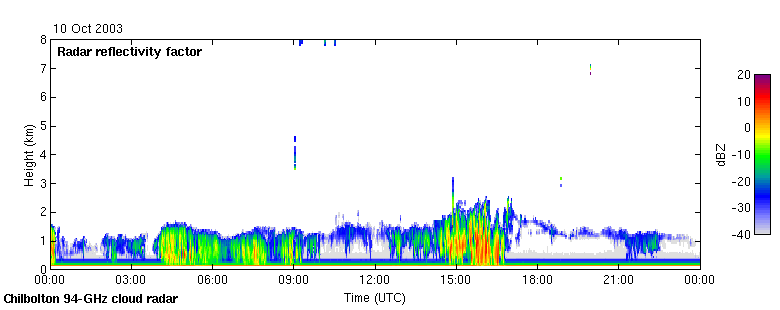 10 Oct 2003
Radar reflectivity factor
8
7
6
5
4
3
2
1
0
Height (km)
00:00 03:00 06:00 09:00 12:00 15:00 18:00 21:00 00:00
Time (UTC)
Chilbolton 94-GHz cloud radar
20
10
0
-10
-20
-30
-40
dBZ